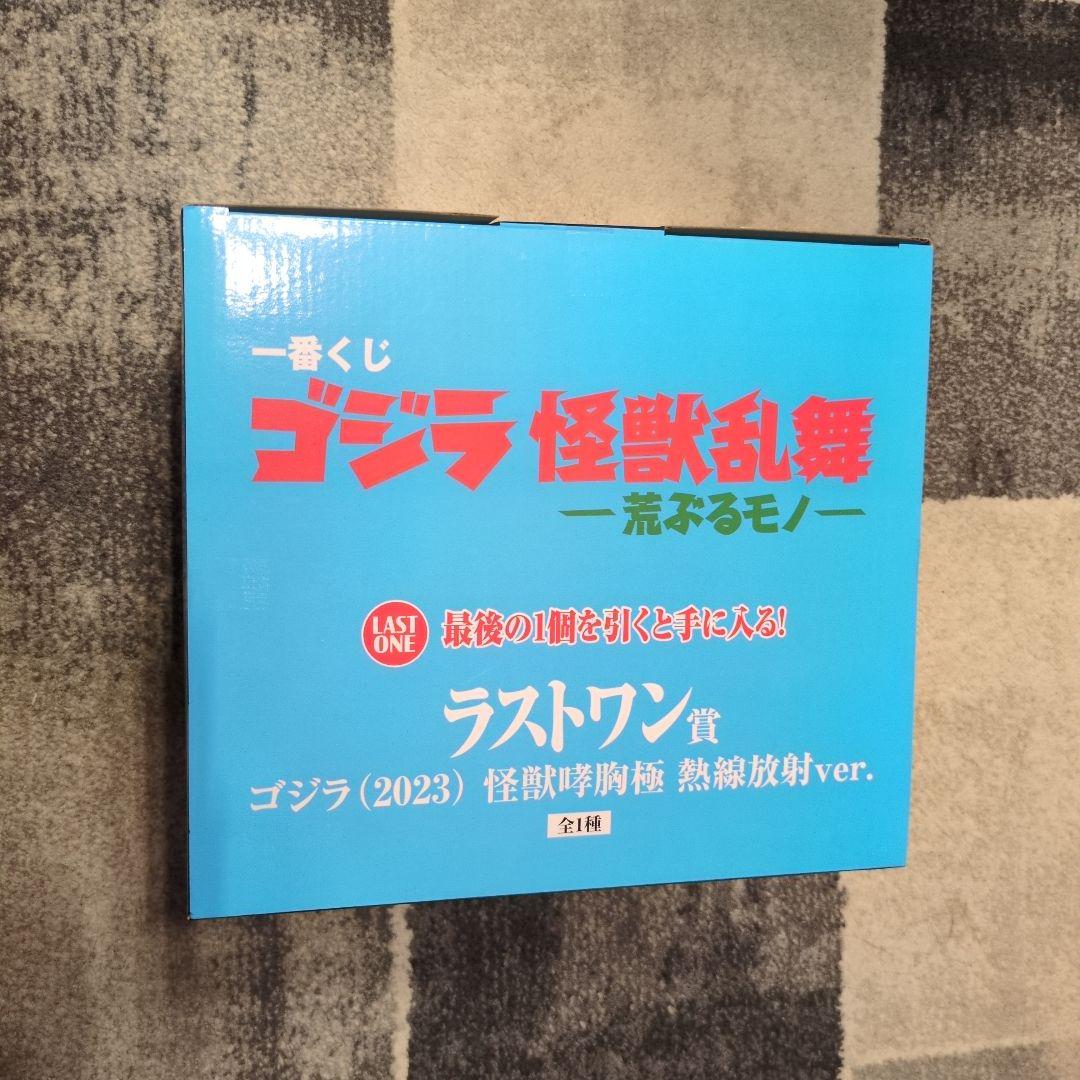 一番くじ
ゴジラ 怪獣乱舞
ー荒ぶるモノー
LAST ONE 最後の1個を引くと手に入る!
ラストワン賞
ゴジラ(2023) 怪獣哮胸極 熱線放射ver.
全1種